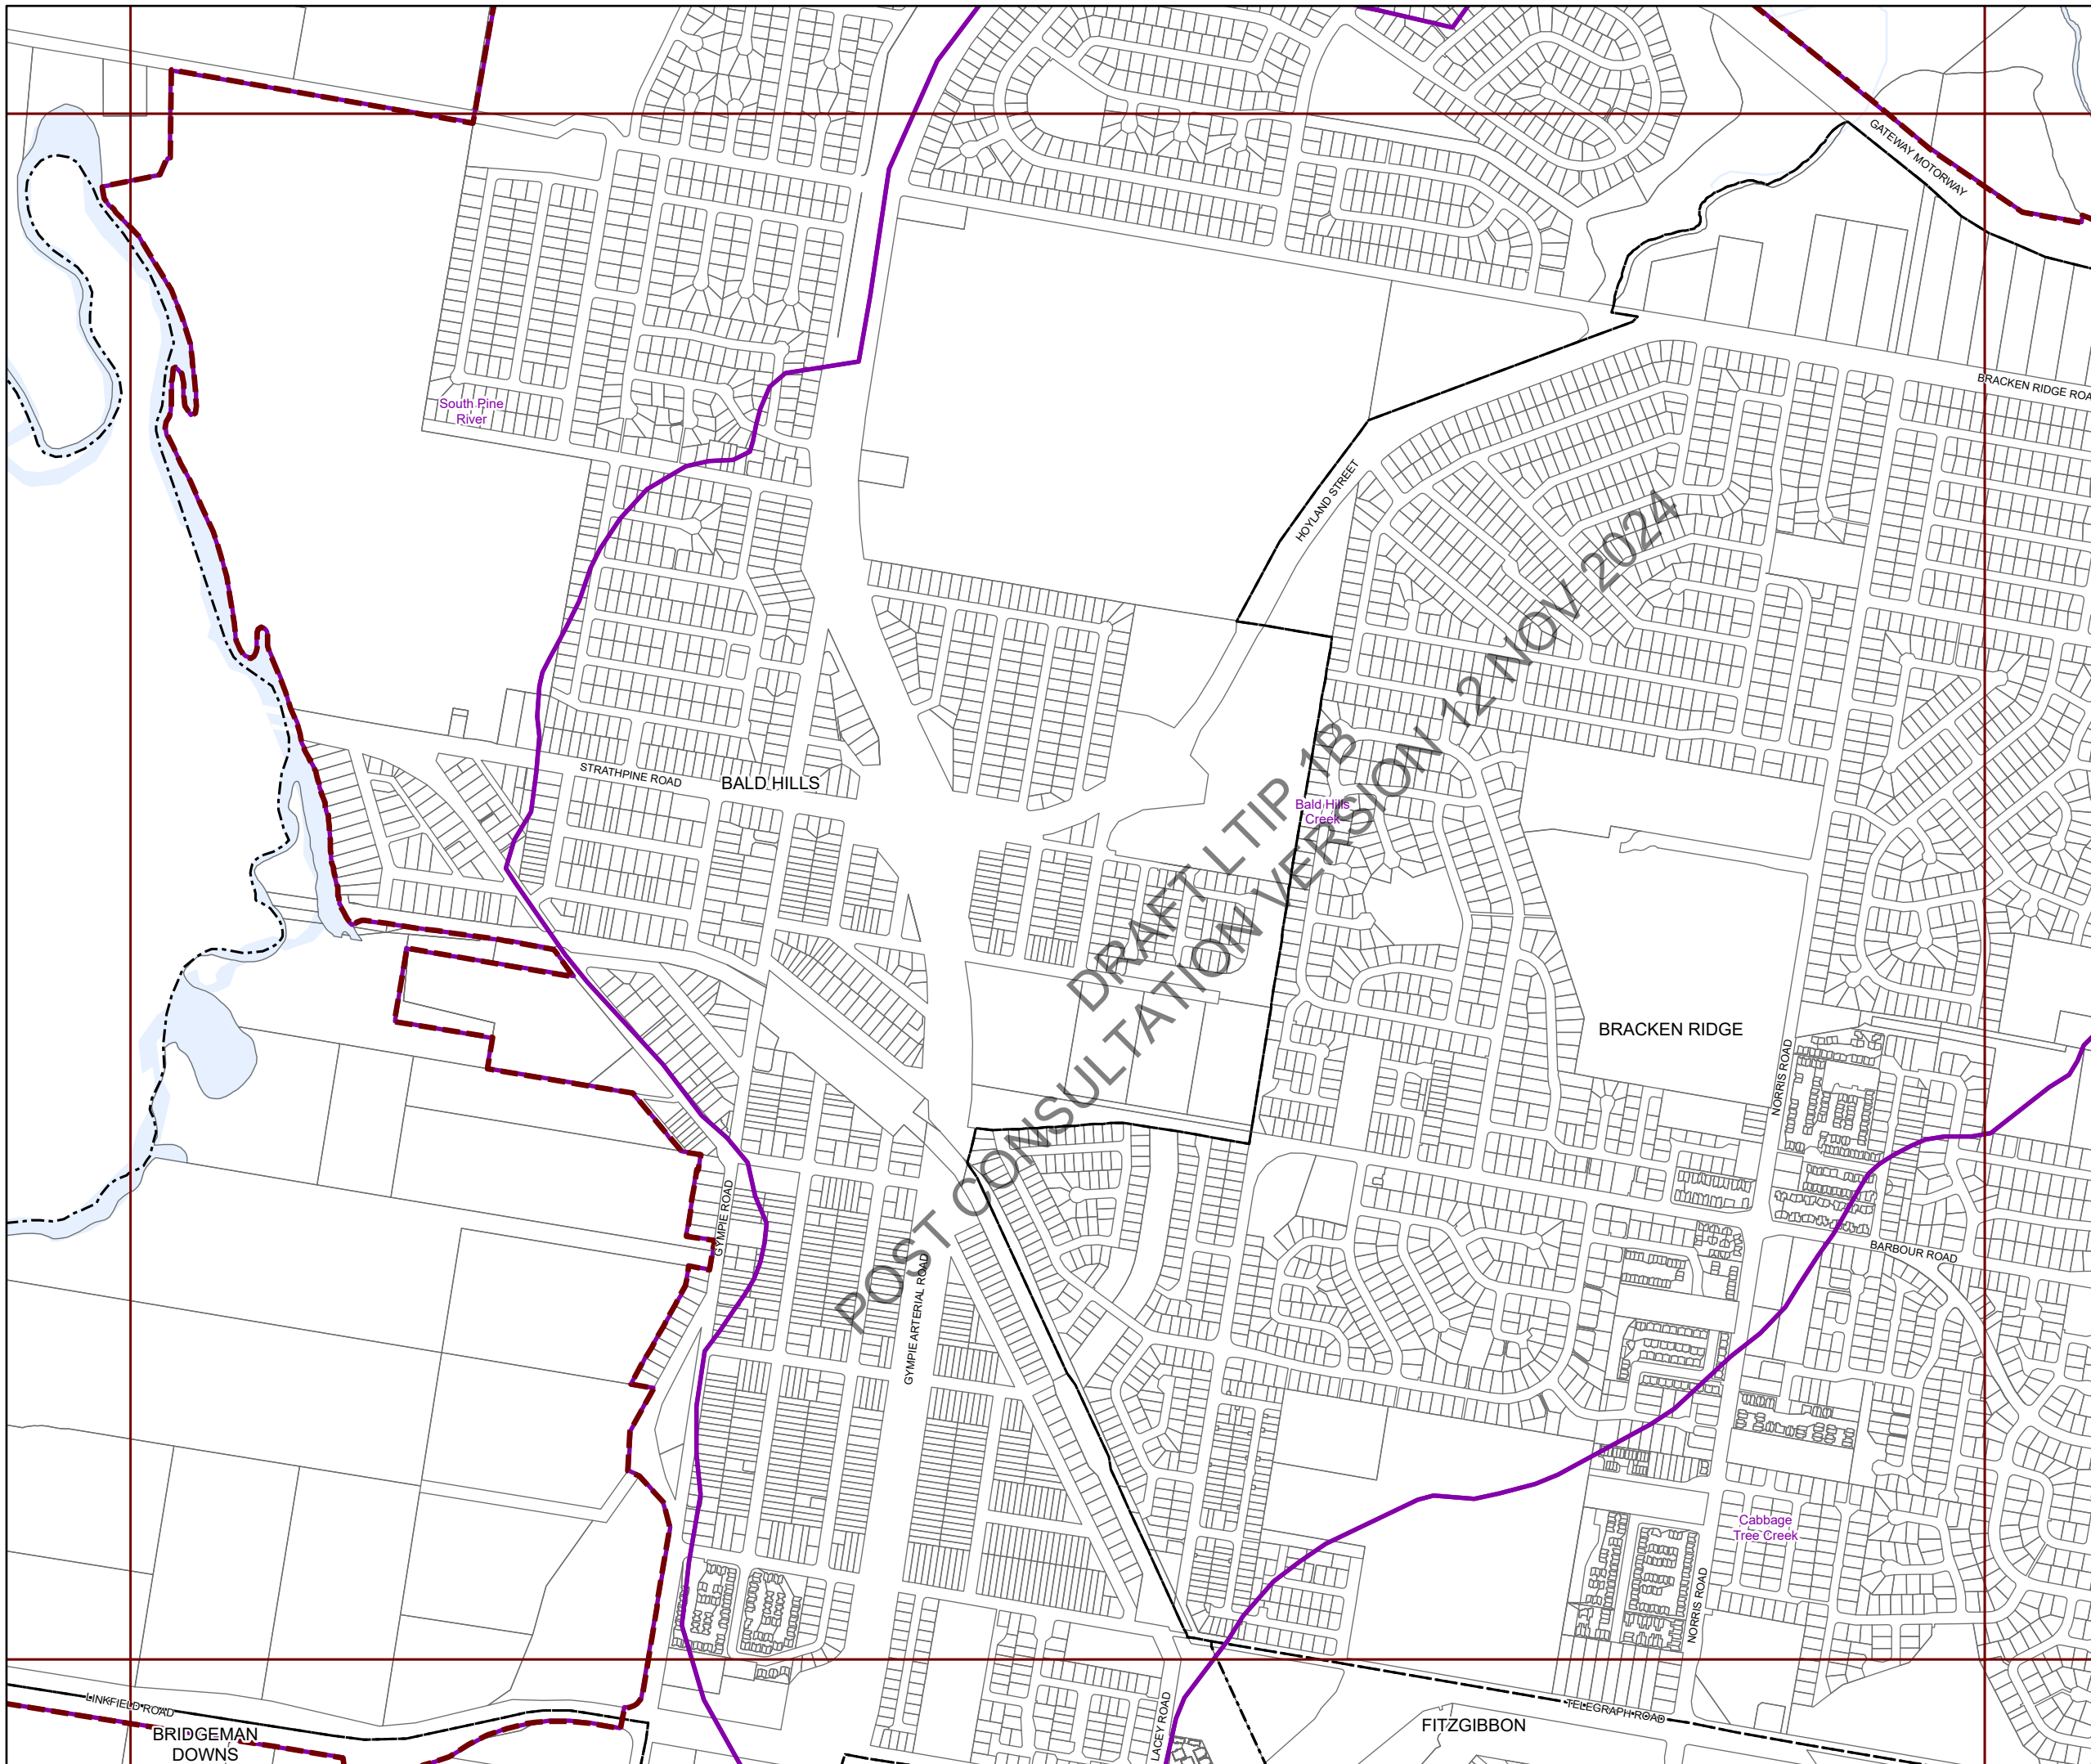 GATEWAY MOTORWAY
BRACKEN RIDGE ROA
South Pine
River
HOYLAND STREET
STRATHPINE ROAD
BALD HILLS
Bald Hills
Creek
DRAFT LTIP 1B
POST CONSULTATION VERSION 12 NOV 2024
BRACKEN RIDGE
NORRIS ROAD
GYMPIE ROAD
BARBOUR ROAD
GYMPIE ARTERIAL ROAD
Cabbage
Tree Creek
NORRIS ROAD
LINKFIELD ROAD
BRIDGEMAN
DOWNS
LACEY ROAD
TELEGRAPH ROAD
FITZGIBBON